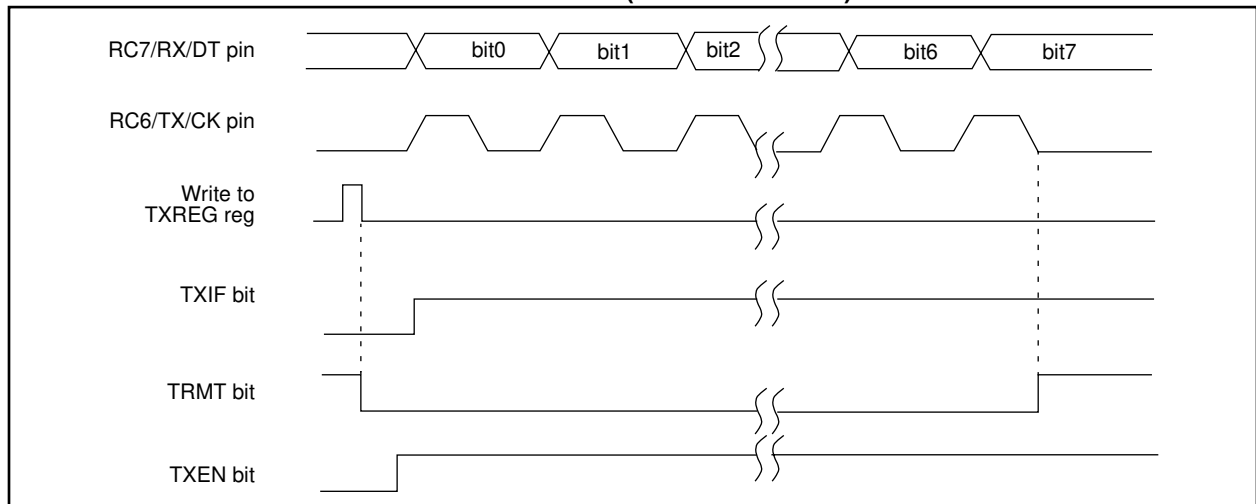 RC7/RX/DT pin
bit0
bit1
bit2
bit6
bit7
RC6/TX/CK pin
Write to
TXREG reg
TXIF bit
TRMT bit
TXEN bit